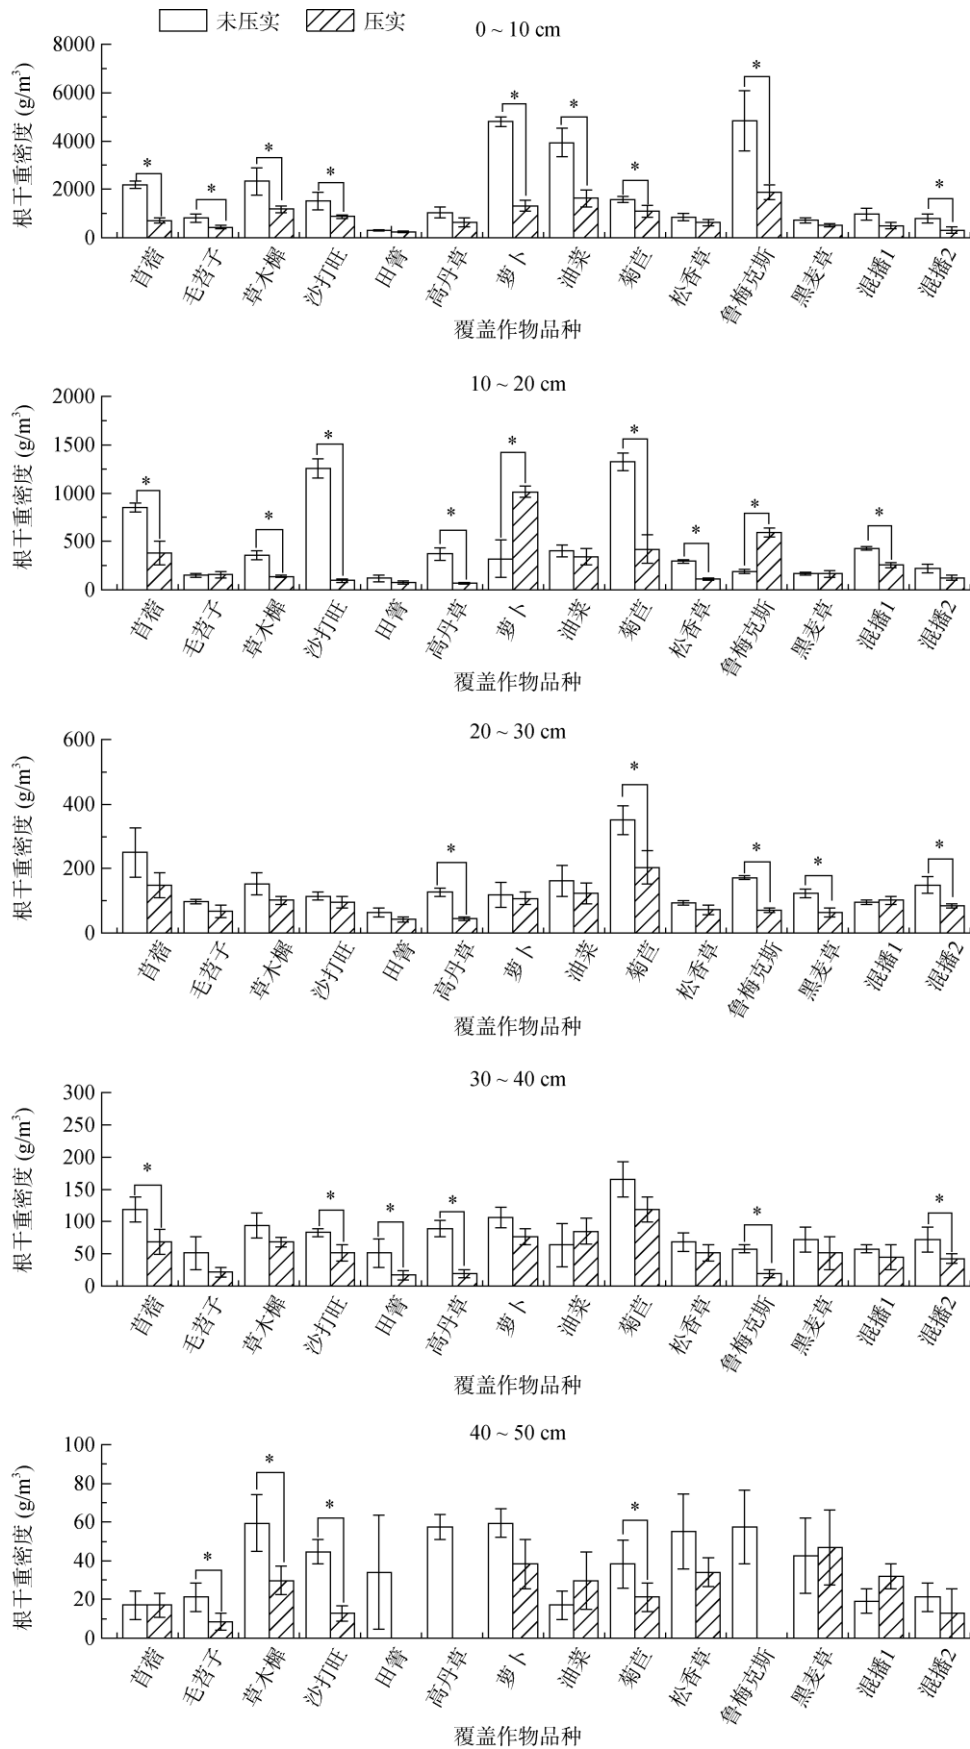 未压实 压实
0 ~ 10 cm
根干重密度 (g/m³)
8000
6000
4000
2000
0
* * * * * * * * *
苜蓿 毛苕子 草木樨 沙打旺 田菁 高丹草 萝卜 油菜 菊苣 松香草 鲁梅克斯 黑麦草 混播1 混播2
覆盖作物品种
10 ~ 20 cm
根干重密度 (g/m³)
2000
1500
1000
500
0
* * * * * * * * *
苜蓿 毛苕子 草木樨 沙打旺 田菁 高丹草 萝卜 油菜 菊苣 松香草 鲁梅克斯 黑麦草 混播1 混播2
覆盖作物品种
20 ~ 30 cm
根干重密度 (g/m³)
600
400
200
0
* * * * *
苜蓿 毛苕子 草木樨 沙打旺 田菁 高丹草 萝卜 油菜 菊苣 松香草 鲁梅克斯 黑麦草 混播1 混播2
覆盖作物品种
30 ~ 40 cm
根干重密度 (g/m³)
300
250
200
150
100
50
0
* * * * * *
苜蓿 毛苕子 草木樨 沙打旺 田菁 高丹草 萝卜 油菜 菊苣 松香草 鲁梅克斯 黑麦草 混播1 混播2
覆盖作物品种
40 ~ 50 cm
根干重密度 (g/m³)
100
80
60
40
20
0
* * * *
苜蓿 毛苕子 草木樨 沙打旺 田菁 高丹草 萝卜 油菜 菊苣 松香草 鲁梅克斯 黑麦草 混播1 混播2
覆盖作物品种